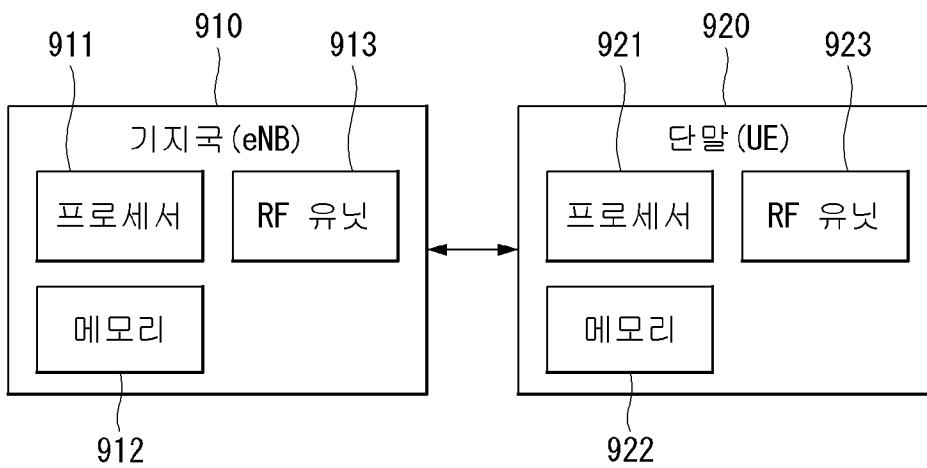 911
910
913
921
920
923
기지국(eNB)
프로세서
RF 유닛
메모리
912
단말(UE)
프로세서
RF 유닛
메모리
922